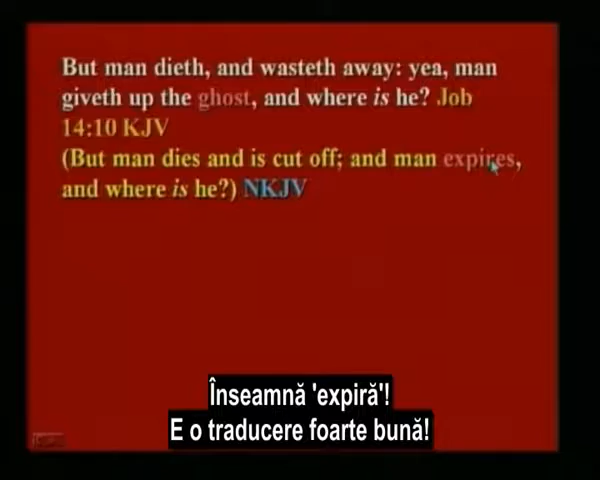 But man dieth, and wasteth away: yea, man
giveth up the ghost, and where is he? Job
14:10 KJV
(But man dies and is cut off; and man expires,
and where is he?) NKJV
Înseamnă 'expiră'!
E o traducere foarte bună!